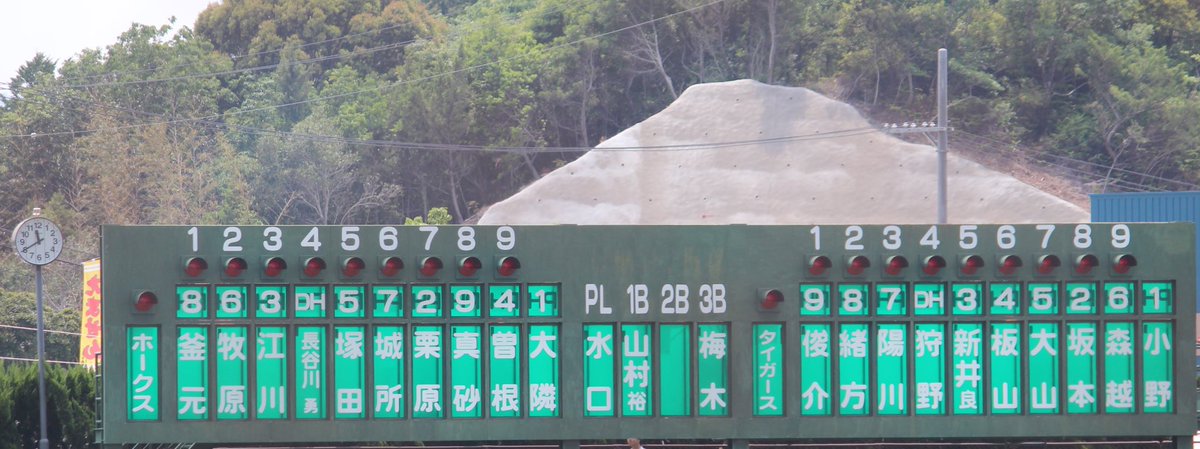 1 2 3 4 5 6 7 8 9 PL 1B 2B 3B 1 2 3 4 5 6 7 8 9
8 6 3 DH 5 7 2 9 4 1 9 8 7 DH 3 4 5 2 6 1
ホークス 釜元 牧原 江川 長谷川勇 塚田 城所 栗原 真砂 曽根 大隣 水口 山村裕 梅木 タイガース 俊介 緒方 陽川 狩野 新井良 板山 大山 坂本 森越 小野